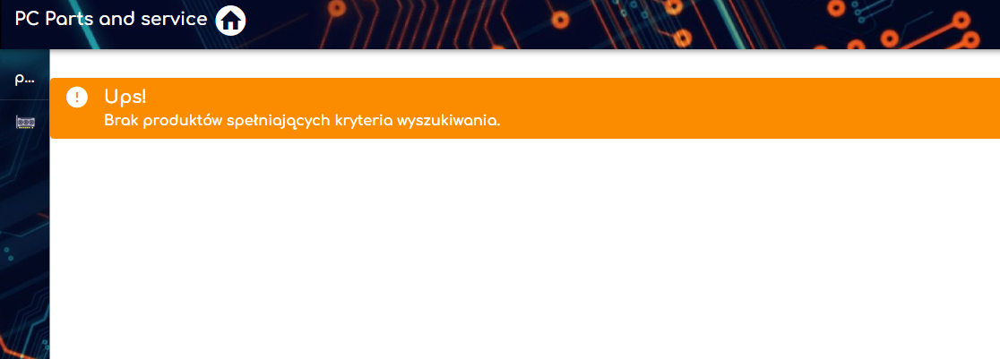 PC Parts and service
p...
Ups!
Brak produktów spełniających kryteria wyszukiwania.